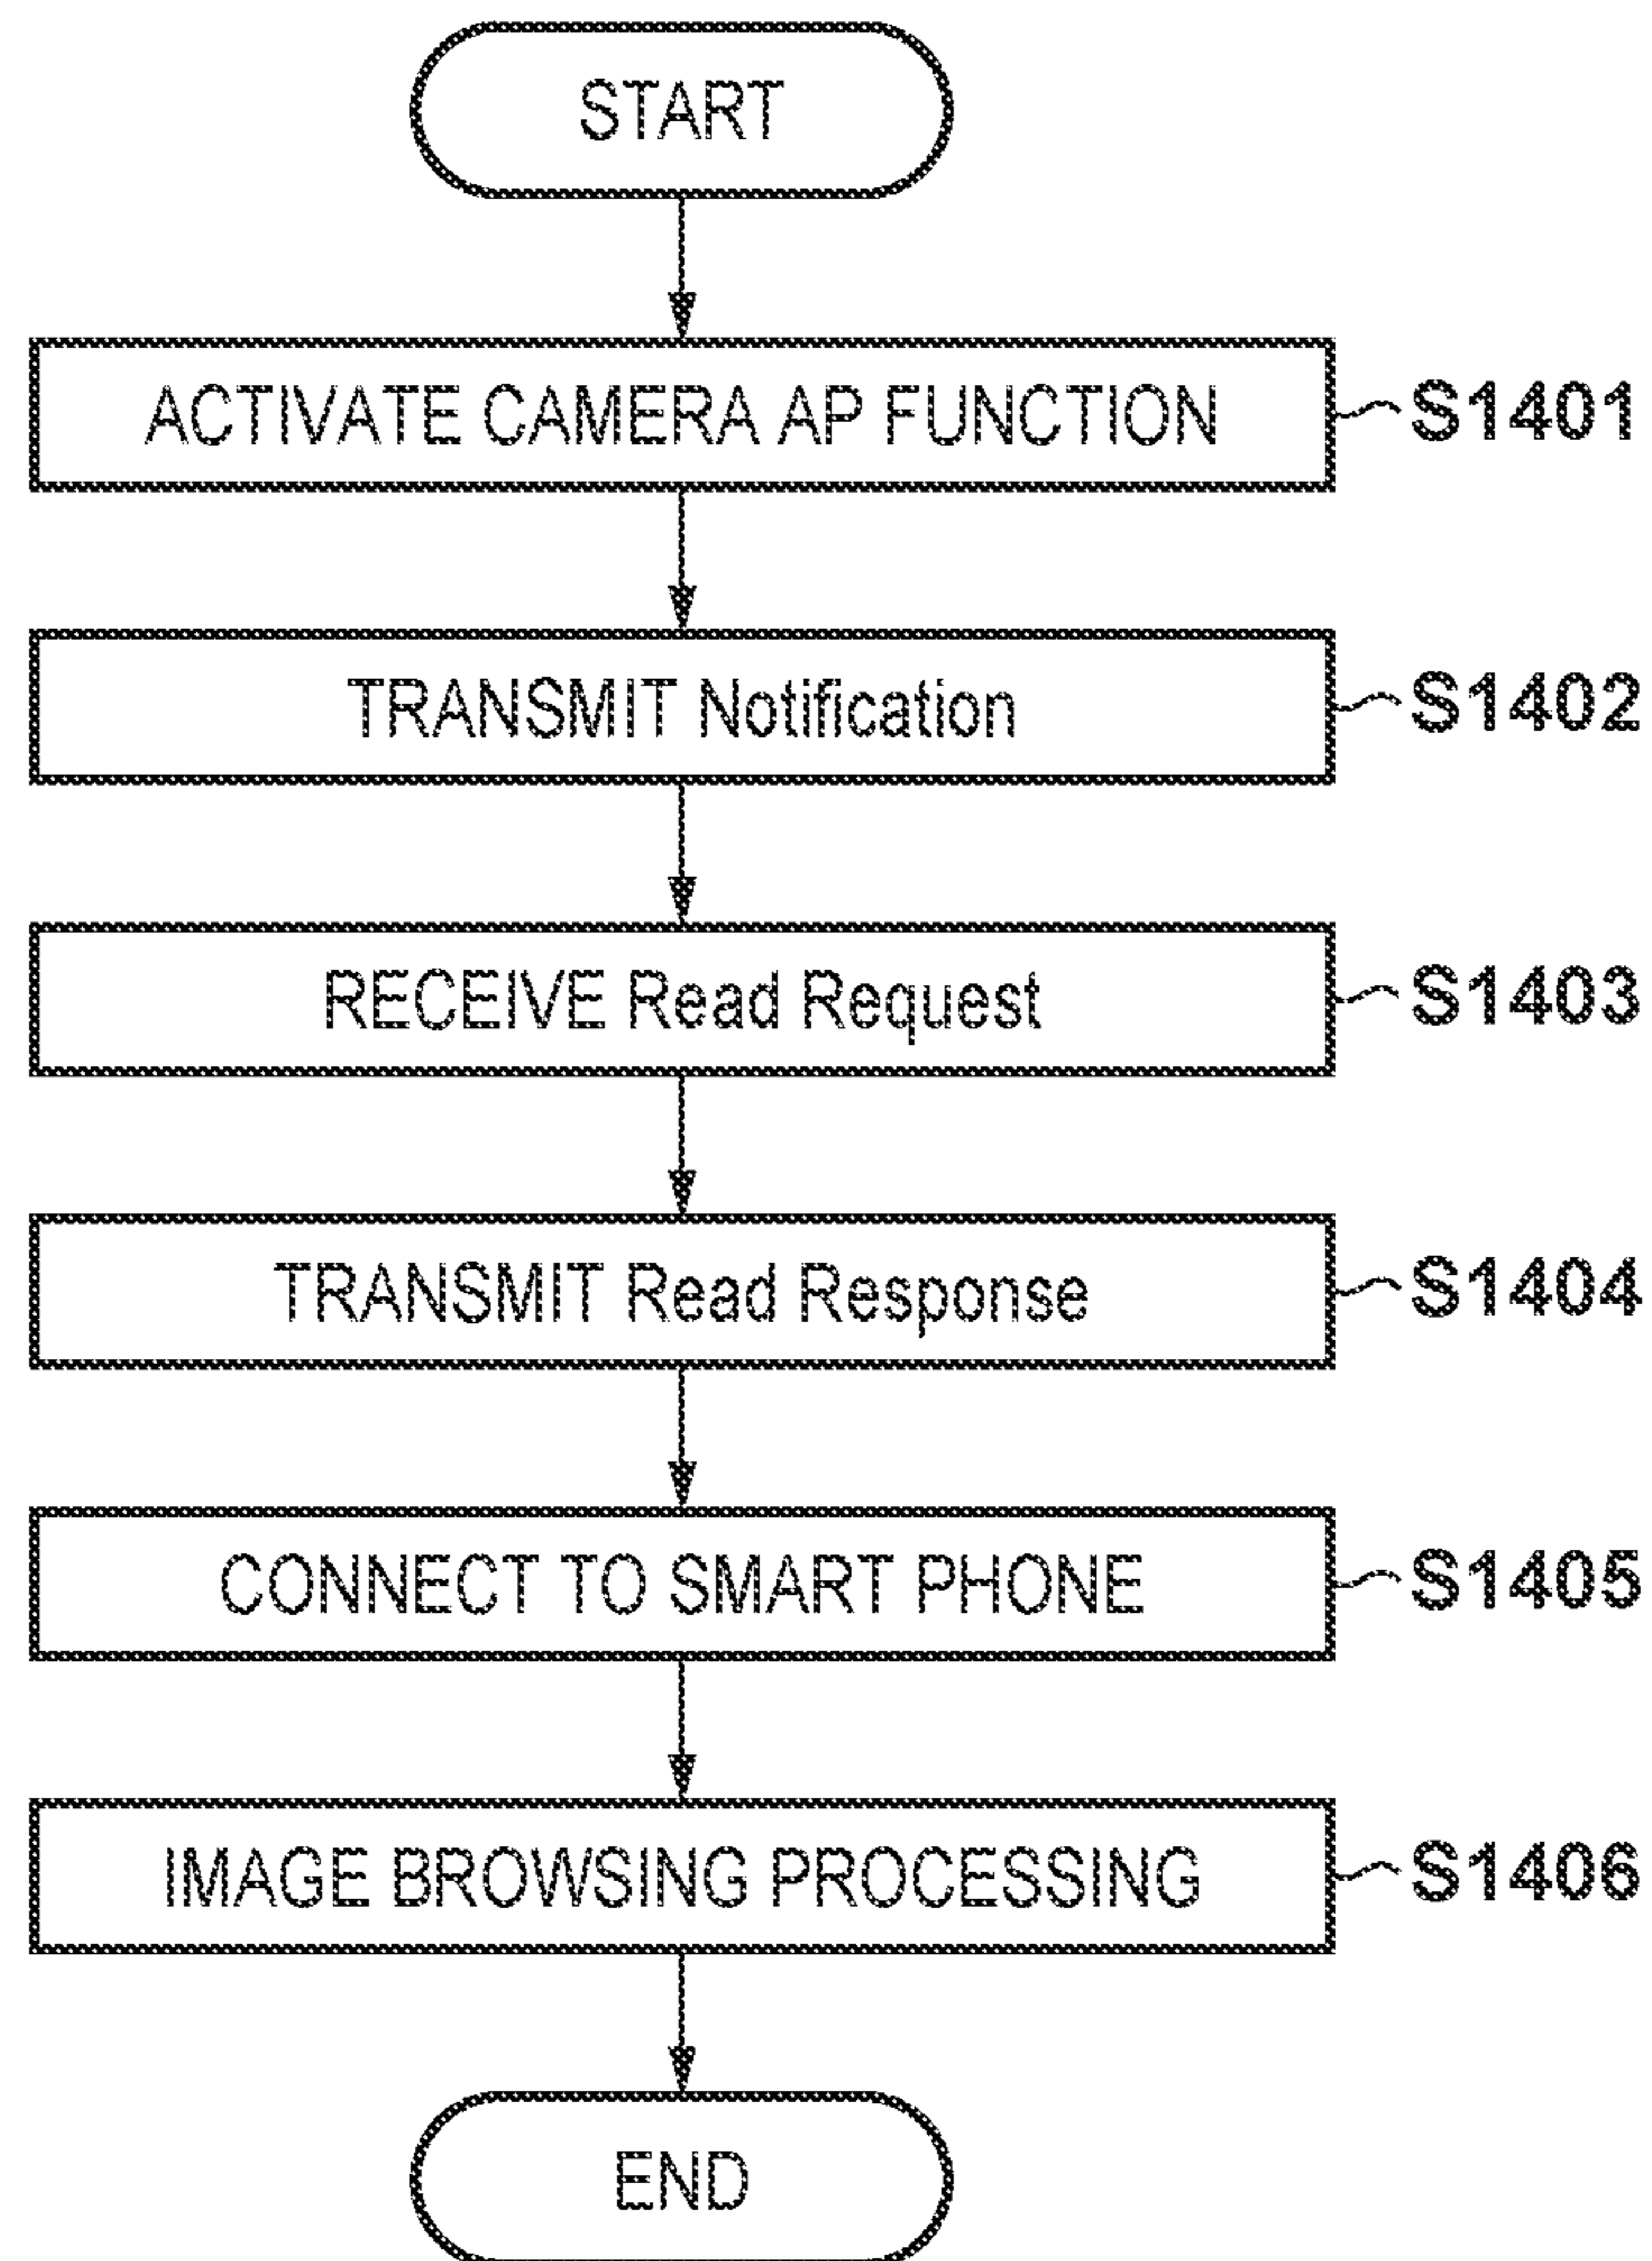 START
ACTIVATE CAMERA AP FUNCTION S1401
TRANSMIT Notification S1402
RECEIVE Read Request S1403
TRANSMIT Read Response S1404
CONNECT TO SMART PHONE S1405
IMAGE BROWSING PROCESSING S1406
END